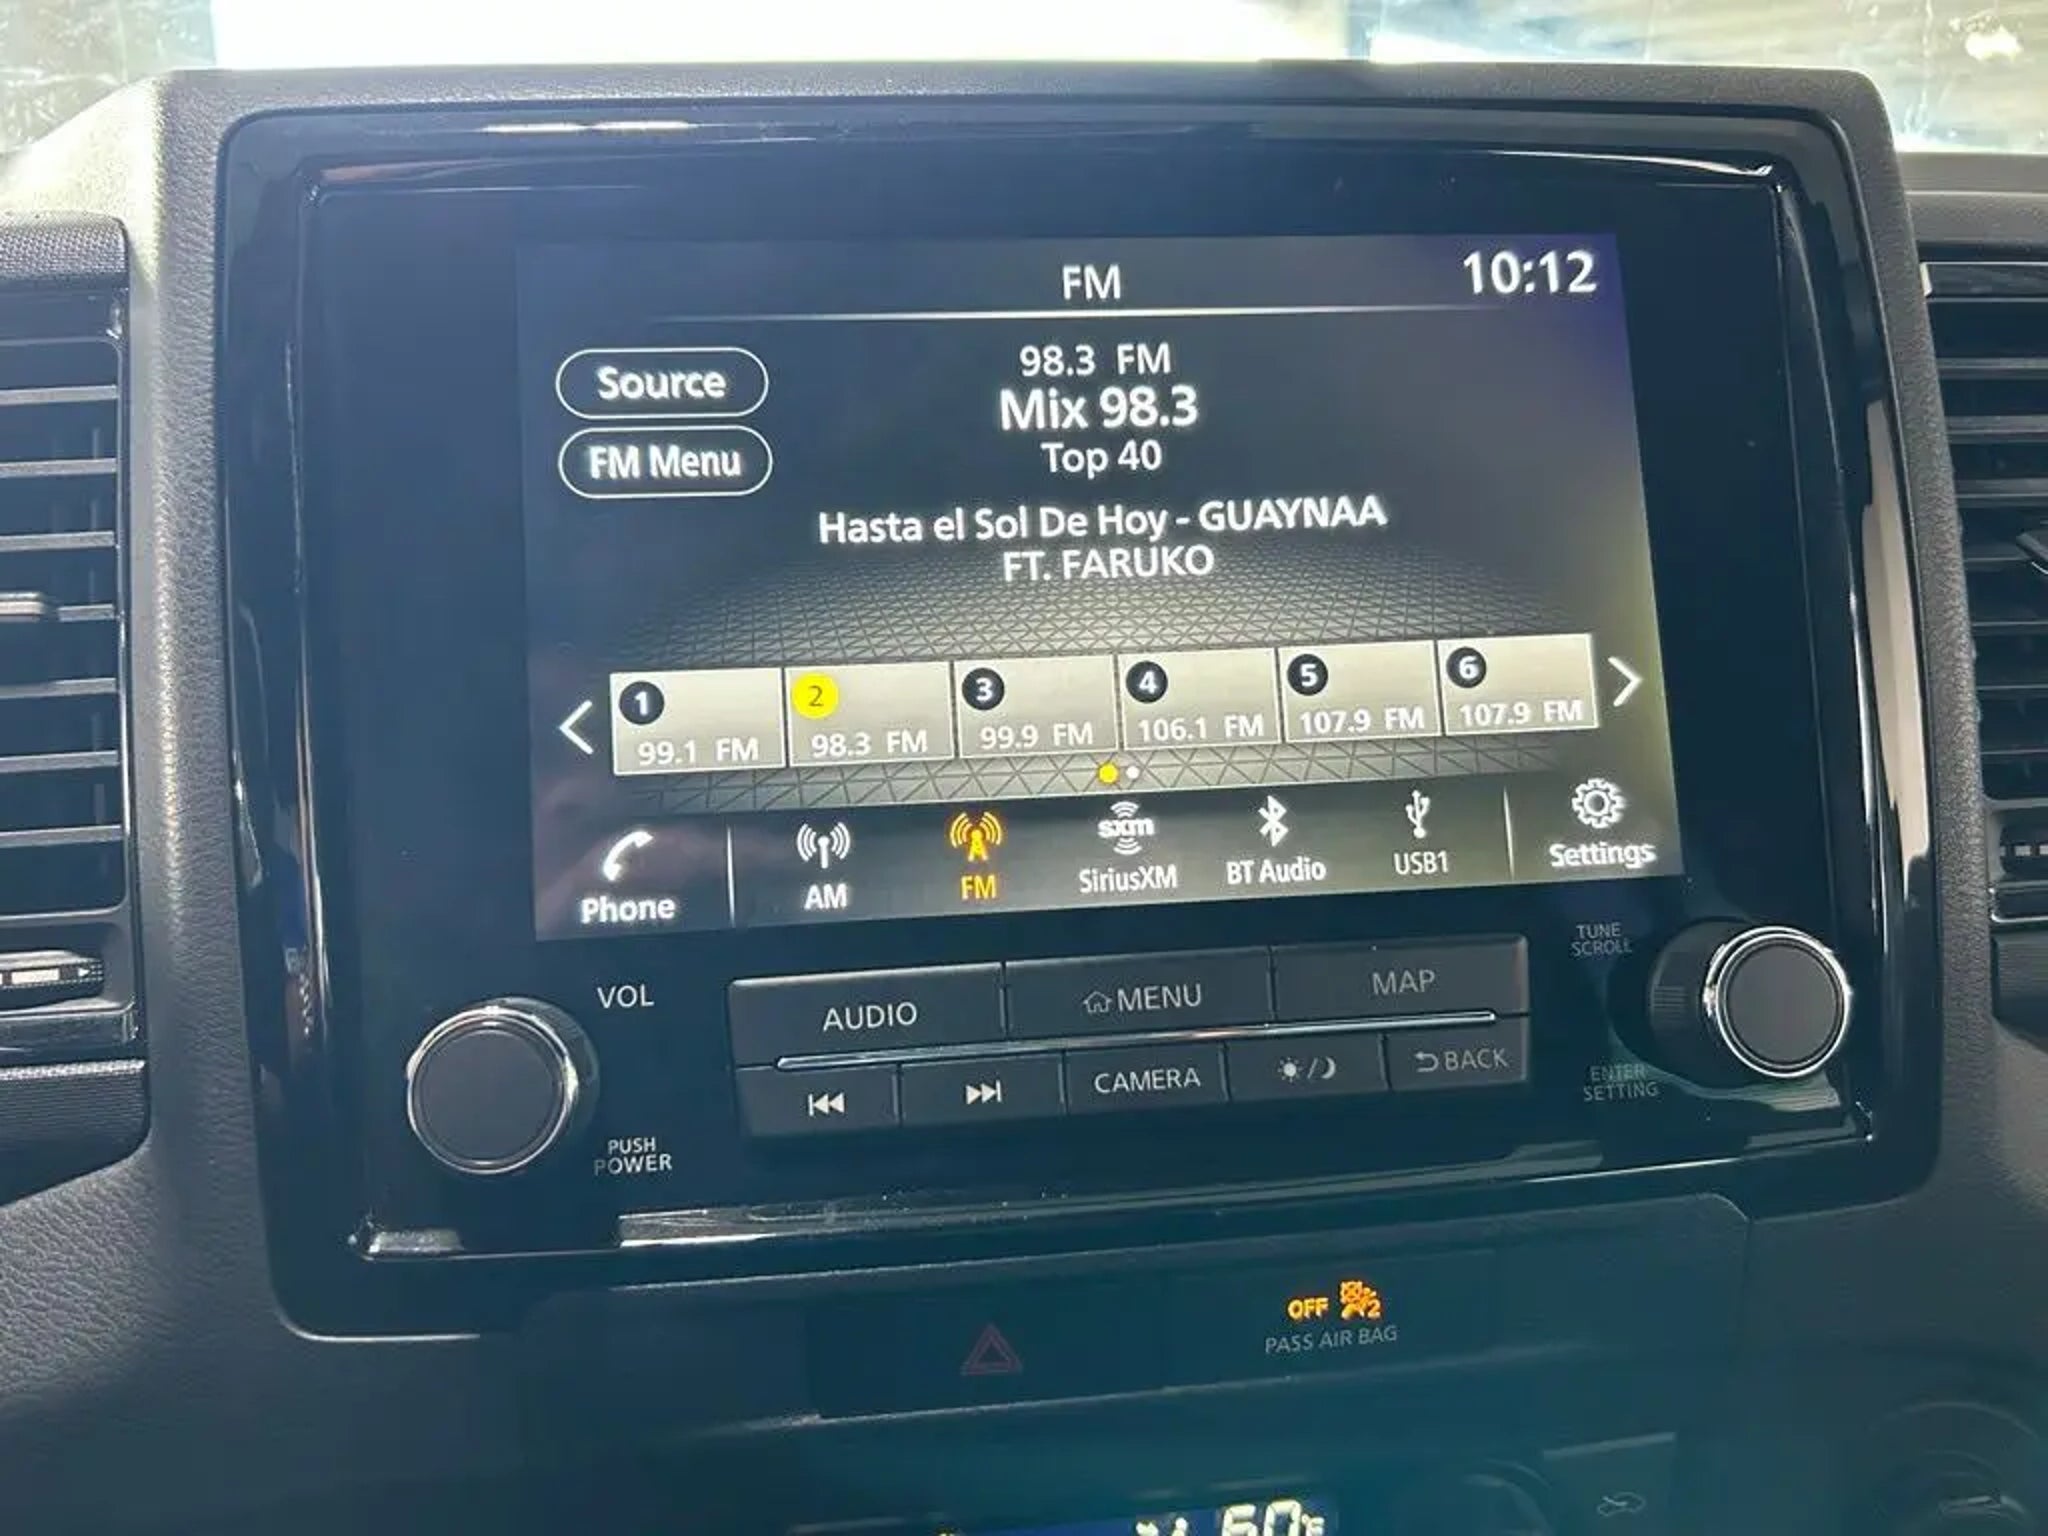 FM
10:12
Source
98.3 FM
Mix 98.3
FM Menu
Top 40
Hasta el Sol De Hoy - GUAYNAA
FT. FARUKO
1 2 3 4 5 6
99.1 FM 98.3 FM 99.9 FM 106.1 FM 107.9 FM 107.9 FM
sxm
Phone AM FM SiriusXM BT Audio USB1 Settings
TUNE
SCROLL
VOL
AUDIO MENU MAP
CAMERA BACK
ENTER
SETTING
PUSH
POWER
OFF 2
PASS AIR BAG
60°F